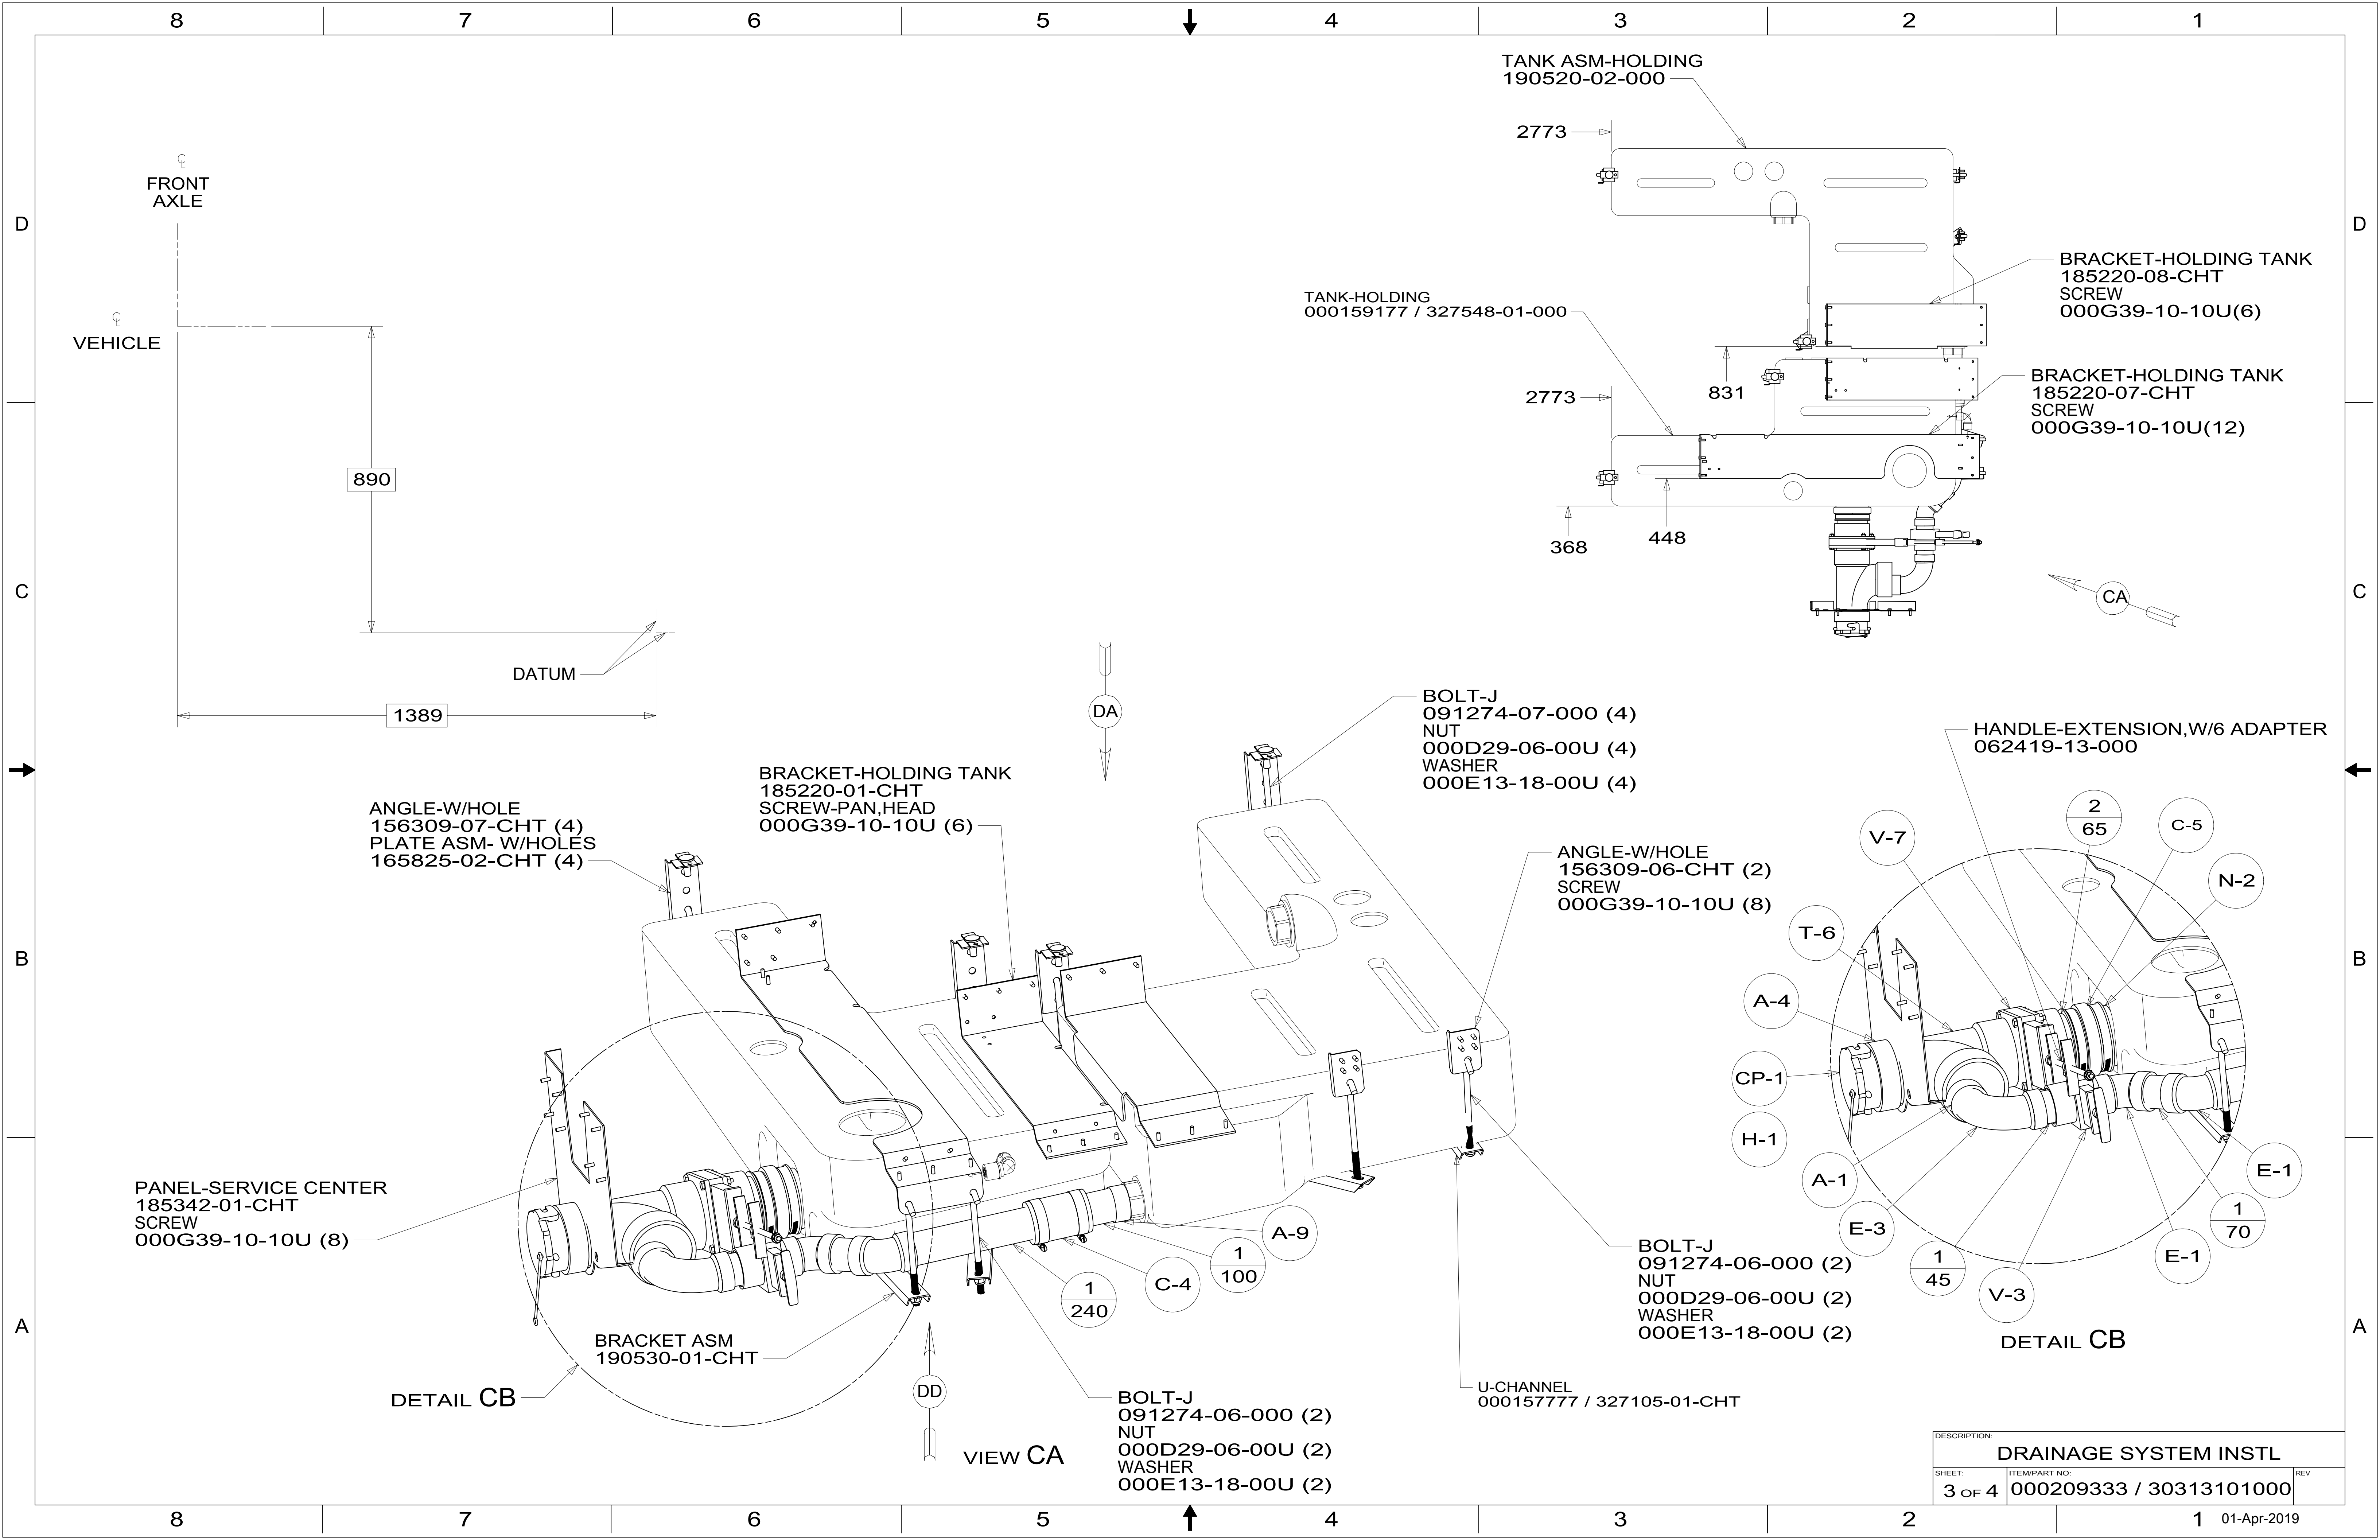 8 7 6 5 4 3 2 1
TANK ASM-HOLDING
190520-02-000
2773
℄
FRONT
AXLE
℄
VEHICLE
D
D
BRACKET-HOLDING TANK
185220-08-CHT
SCREW
000G39-10-10U(6)
TANK-HOLDING
000159177 / 327548-01-000
831
BRACKET-HOLDING TANK
185220-07-CHT
SCREW
000G39-10-10U(12)
2773
890
368
448
C
C
CA
DATUM
1389
DA
BOLT-J
091274-07-000 (4)
NUT
000D29-06-00U (4)
WASHER
000E13-18-00U (4)
HANDLE-EXTENSION,W/6 ADAPTER
062419-13-000
BRACKET-HOLDING TANK
185220-01-CHT
SCREW-PAN,HEAD
000G39-10-10U (6)
ANGLE-W/HOLE
156309-07-CHT (4)
PLATE ASM- W/HOLES
165825-02-CHT (4)
ANGLE-W/HOLE
156309-06-CHT (2)
SCREW
000G39-10-10U (8)
2
65
C-5
V-7
N-2
T-6
A-4
CP-1
H-1
A-1
E-3
1
45
V-3
E-1
1
70
E-1
DETAIL CB
B
B
PANEL-SERVICE CENTER
185342-01-CHT
SCREW
000G39-10-10U (8)
A-9
1
100
C-4
1
240
BOLT-J
091274-06-000 (2)
NUT
000D29-06-00U (2)
WASHER
000E13-18-00U (2)
A
A
BRACKET ASM
190530-01-CHT
DETAIL CB
DD
VIEW CA
BOLT-J
091274-06-000 (2)
NUT
000D29-06-00U (2)
WASHER
000E13-18-00U (2)
U-CHANNEL
000157777 / 327105-01-CHT
DESCRIPTION:
DRAINAGE SYSTEM INSTL
SHEET:
3 OF 4
ITEM/PART NO:
000209333 / 30313101000
REV
8 7 6 5 4 3 2 1
01-Apr-2019